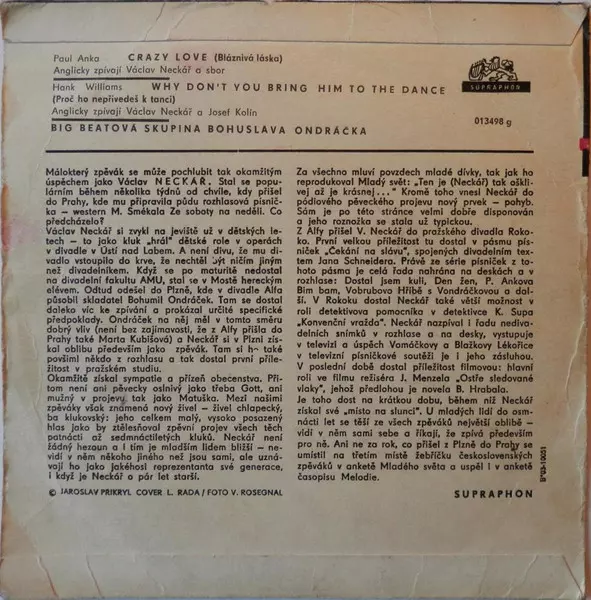 Paul Anka CRAZY LOVE (Bláznivá láska)
Anglicky zpívají Václav Neckář a sbor
Hank Williams WHY DON'T YOU BRING HIM TO THE DANCE
(Proč ho nepřivedeš k tanci)
Anglicky zpívají Václav Neckář a Josef Kolín
BIG BEATOVÁ SKUPINA BOHUSLAVA ONDRÁČKA
SUPRAPHON
013498 g
Málokterý zpěvák se může pochlubit tak okamžitým
úspěchem jako Václav NECKÁŘ. Stal se popu-
lárním během několika týdnů od chvíle, kdy přišel
do Prahy, kde mu připravila půdu rozhlasová písnič-
ka - western M. Smékala Ze soboty na neděli. Co
předcházelo?
Václav Neckář si zvykl na jeviště už v dětských le-
tech - to jako kluk „hrál" dětské role v operách
v divadle v Ústí nad Labem. A není divu, že mu di-
vadlo vstoupilo do krve, že nechtěl být ničím jiným
než divadelníkem. Když se po maturitě nedostal
na divadelní fakultu AMU, stal se v Mostě hereckým
elévem. Odtud odešel do Plzně, kde v divadle Alfa
působil skladatel Bohumil Ondráček. Tam se dostal
daleko víc ke zpívání a prokázal určité specifické
předpoklady. Ondráček na něj měl v tomto směru
dobrý vliv (není bez zajímavosti, že z Alfy přišla do
Prahy také Marta Kubišová) a Neckář si v Plzni zís-
kal oblibu především jako zpěvák. Tam si h také
povšiml někdo z rozhlasu a tak dostal první příle-
žitost v pražském studiu.
Okamžitě získal sympatie a přízeň obecenstva. Při-
tom není ani pěvecky oslnivý jako třeba Gott, ani
mužný v projevu, tak jako Matuška. Mezi našimi
zpěváky však znamená nový živel - živel chlapecký,
ba klukovský: jeho celkem malý, vysoko posazený
hlas jako by ztělesňoval zpěvní projev všech těch
patnácti až sedmnáctiletých kluků. Neckář není
žádný hezoun a i tím je mladším lidem bližší - ne-
vidí v něm někoho jiného než jsou sami, ale uzná-
vají ho jako jakéhosi reprezentanta své generace,
i když je Neckář o pár let starší.
Za všechno mluví povzdech mladé dívky, tak jak ho
reprodukoval Mladý svět: „Ten je (Neckář) tak oškli-
vej až je krásnej..." Kromě toho vnesl Neckář do
pódiového pěveckého projevu nový prvek - pohyb.
Sám je po této stránce velmi dobře disponován
a jeho roznožka se stala už typickou.
Z Alfy přišel V. Neckář do pražského divadla Roko-
ko. První velkou příležitost tu dostal v pásmu pís-
niček „Čekání na slávu", spojených divadelním tex-
tem Jana Schneidera. Právě ze série písniček z to-
hoto pásma je celá řada nahrána na deskách a v
rozhlase: Dostal jsem kuli, Den žen, P. Ankova
Bim bam, Vobrubova Hříbě s Vondráčkovou a dal-
ší. V Rokoku dostal Neckář také větší možnost v
roli detektivova pomocníka v detektivce K. Supa
„Konvenční vražda". Neckář nazpíval i řadu nediva-
delních snímků v rozhlase a na desky, vystupuje
v televizi a úspěch Vomáčkovy a Blažkovy Lékořice
v televizní písničkové soutěži je i jeho zásluhou.
V poslední době dostal příležitost filmovou: hlavní
roli ve filmu režiséra J. Menzela „Ostře sledované
vlaky", jehož předlohou je novela B. Hrabala.
Je toho dost na krátkou dobu, během níž Neckář
získal své „místo na slunci". U mladých lidí do osm-
nácti let se těší ze všech zpěváků největší oblibě -
vidí v něm sami sebe a říkají, že zpívá především
pro ně. Ani ne za rok, co přišel z Plzně do Prahy se
umístil na třetím místě žebříčku československých
zpěváků v anketě Mladého světa a uspěl i v anketě
časopisu Melodie.
© JAROSLAV PRIKRYL COVER L. RADA / FOTO V. ROSEGNAL
SUPRAPHON